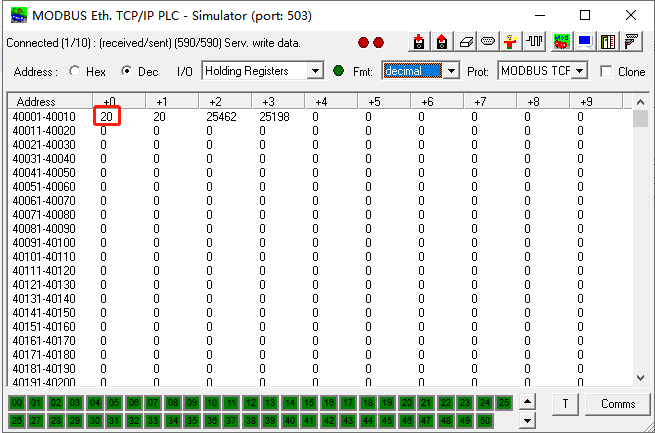 MODBUS Eth. TCP/IP PLC - Simulator (port: 503)
Connected (1/10) : (received/sent) (590/590) Serv. write data.
Address : Hex Dec I/O Holding Registers Fmt: decimal Prot: MODBUS TCF Clone
Address +0 +1 +2 +3 +4 +5 +6 +7 +8 +9
40001-40010 20 20 25462 25198 0 0 0 0 0 0
40011-40020 0 0 0 0 0 0 0 0 0 0
40021-40030 0 0 0 0 0 0 0 0 0 0
40031-40040 0 0 0 0 0 0 0 0 0 0
40041-40050 0 0 0 0 0 0 0 0 0 0
40051-40060 0 0 0 0 0 0 0 0 0 0
40061-40070 0 0 0 0 0 0 0 0 0 0
40071-40080 0 0 0 0 0 0 0 0 0 0
40081-40090 0 0 0 0 0 0 0 0 0 0
40091-40100 0 0 0 0 0 0 0 0 0 0
40101-40110 0 0 0 0 0 0 0 0 0 0
40111-40120 0 0 0 0 0 0 0 0 0 0
40121-40130 0 0 0 0 0 0 0 0 0 0
40131-40140 0 0 0 0 0 0 0 0 0 0
40141-40150 0 0 0 0 0 0 0 0 0 0
40151-40160 0 0 0 0 0 0 0 0 0 0
40161-40170 0 0 0 0 0 0 0 0 0 0
40171-40180 0 0 0 0 0 0 0 0 0 0
40181-40190 0 0 0 0 0 0 0 0 0 0
40191-40200 0 0 0 0 0 0 0 0 0 0
00 01 02 03 04 05 06 07 08 09 10 11 12 13 14 15 16 17 18 19 20 21 22 23 24 25 T Comms
26 27 28 29 30 31 32 33 34 35 36 37 38 39 40 41 42 43 44 45 46 47 48 49 50